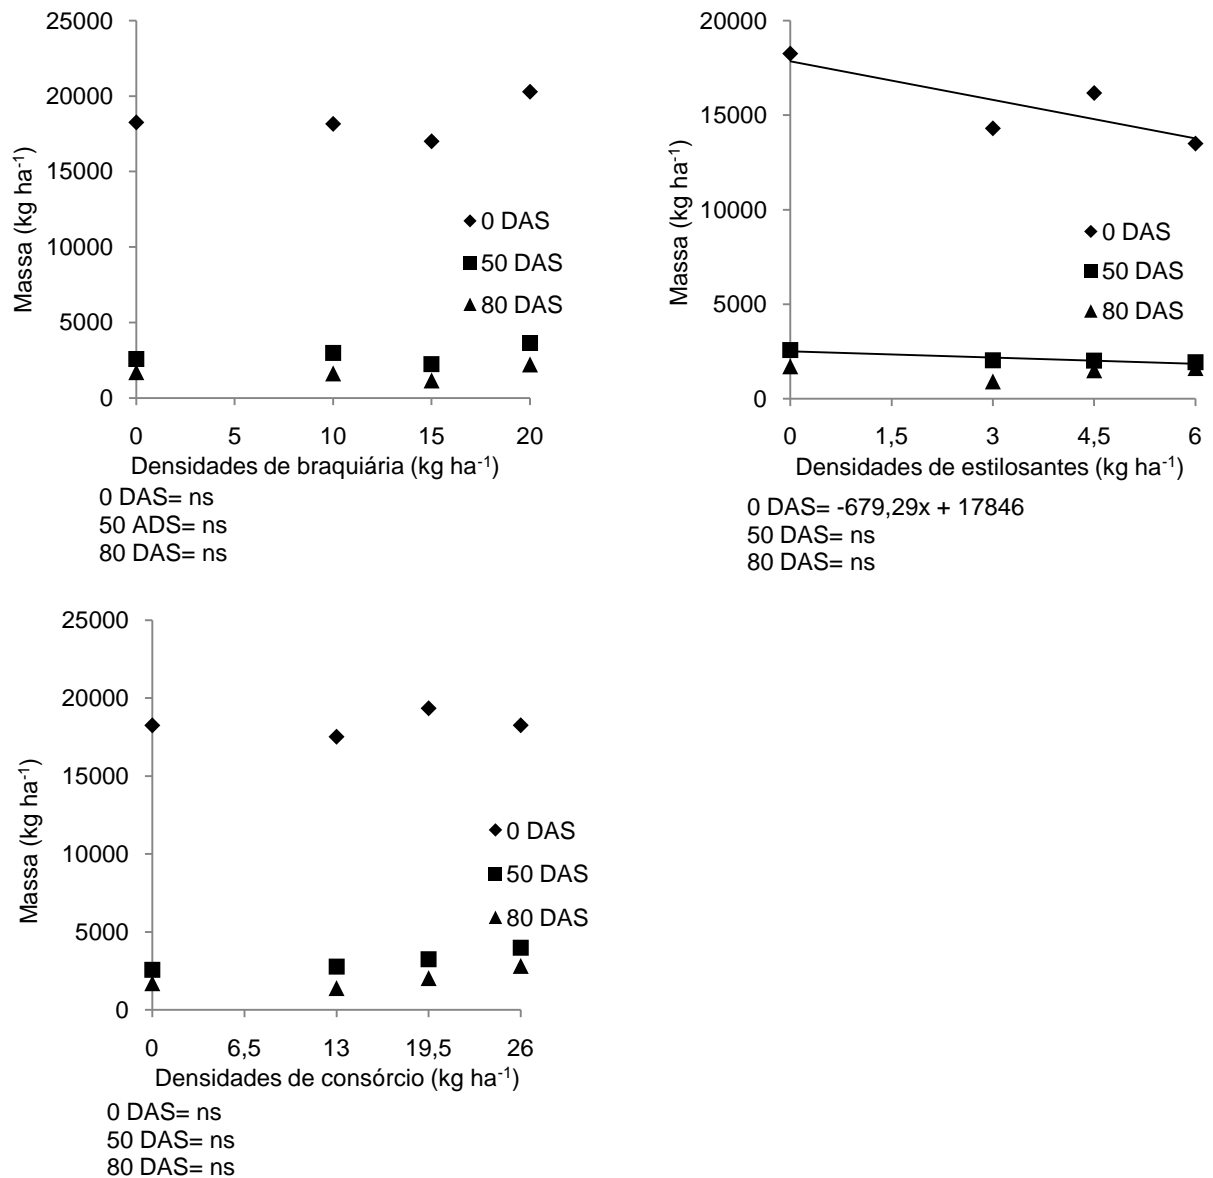 25000
20000
15000
10000
5000
0
Massa (kg ha-1)
0 DAS
50 DAS
80 DAS
0 5 10 15 20
Densidades de braquiária (kg ha-1)
0 DAS= ns
50 ADS= ns
80 DAS= ns
20000
15000
10000
5000
0
Massa (kg ha-1)
0 DAS
50 DAS
80 DAS
0 1,5 3 4,5 6
Densidades de estilosantes (kg ha-1)
0 DAS= -679,29x + 17846
50 DAS= ns
80 DAS= ns
25000
20000
15000
10000
5000
0
Massa (kg ha-1)
0 DAS
50 DAS
80 DAS
0 6,5 13 19,5 26
Densidades de consórcio (kg ha-1)
0 DAS= ns
50 DAS= ns
80 DAS= ns